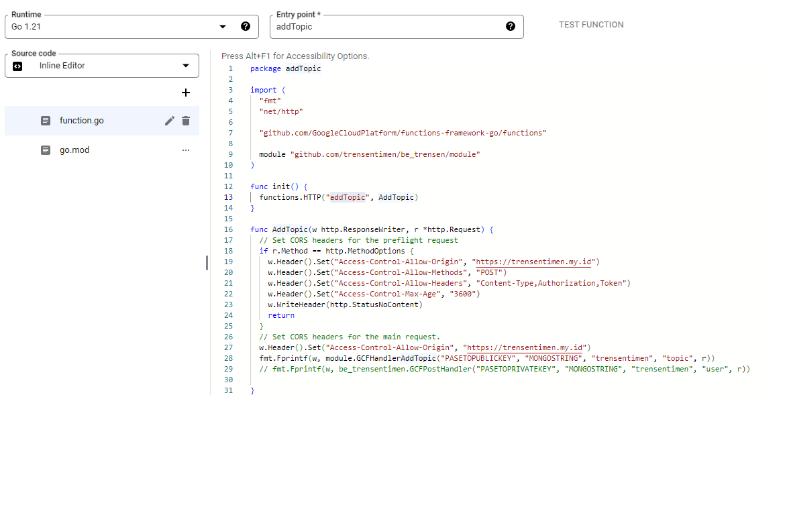 Runtime
Go 1.21
Entry point *
addTopic
TEST FUNCTION
Source code
Inline Editor
function.go
go.mod
Press Alt+F1 for Accessibility Options.
1 package addTopic
2
3 import (
4 "fmt"
5 "net/http"
6
7 "github.com/GoogleCloudPlatform/functions-framework-go/functions"
8
9 module "github.com/trensentimen/be_trensen/module"
10 )
11
12 func init() {
13 functions.HTTP("addTopic", AddTopic)
14 }
15
16 func AddTopic(w http.ResponseWriter, r *http.Request) {
17 // Set CORS headers for the preflight request
18 if r.Method == http.MethodOptions {
19 w.Header().Set("Access-Control-Allow-Origin", "https://trensentimen.my.id")
20 w.Header().Set("Access-Control-Allow-Methods", "POST")
21 w.Header().Set("Access-Control-Allow-Headers", "Content-Type,Authorization,Token")
22 w.Header().Set("Access-Control-Max-Age", "3600")
23 w.WriteHeader(http.StatusNoContent)
24 return
25 }
26 // Set CORS headers for the main request.
27 w.Header().Set("Access-Control-Allow-Origin", "https://trensentimen.my.id")
28 fmt.Fprintf(w, module.GCFHandlerAddTopic("PASETOPUBLICKEY", "MONGOSTRING", "trensentimen", "topic", r))
29 // fmt.Fprintf(w, be_trensentimen.GCFPostHandler("PASETOPRIVATEKEY", "MONGOSTRING", "trensentimen", "user", r))
30
31 }